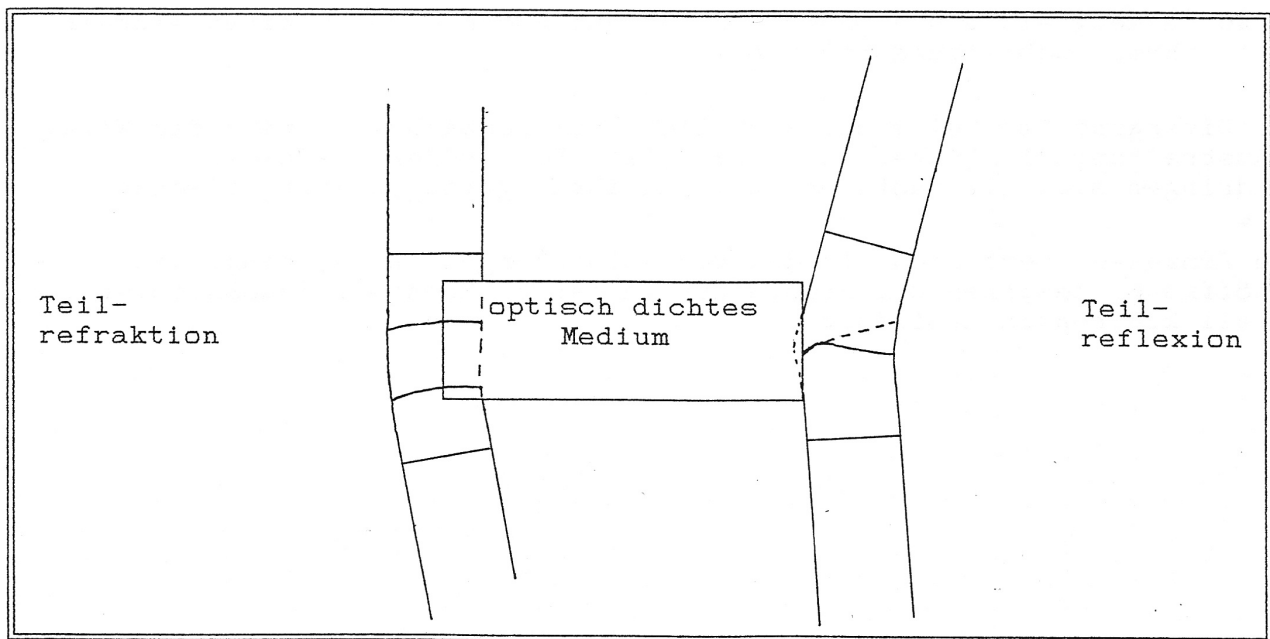 Teil-
refraktion
optisch dichtes
Medium
Teil-
reflexion